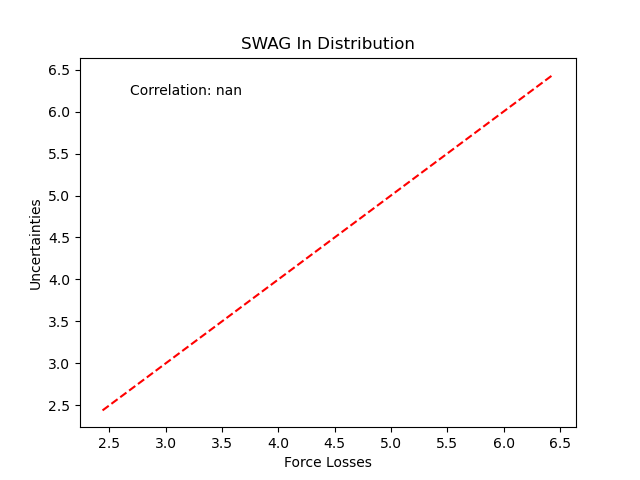 SWAG In Distribution
Correlation: nan
Uncertainties
6.5
6.0
5.5
5.0
4.5
4.0
3.5
3.0
2.5
2.5 3.0 3.5 4.0 4.5 5.0 5.5 6.0 6.5
Force Losses